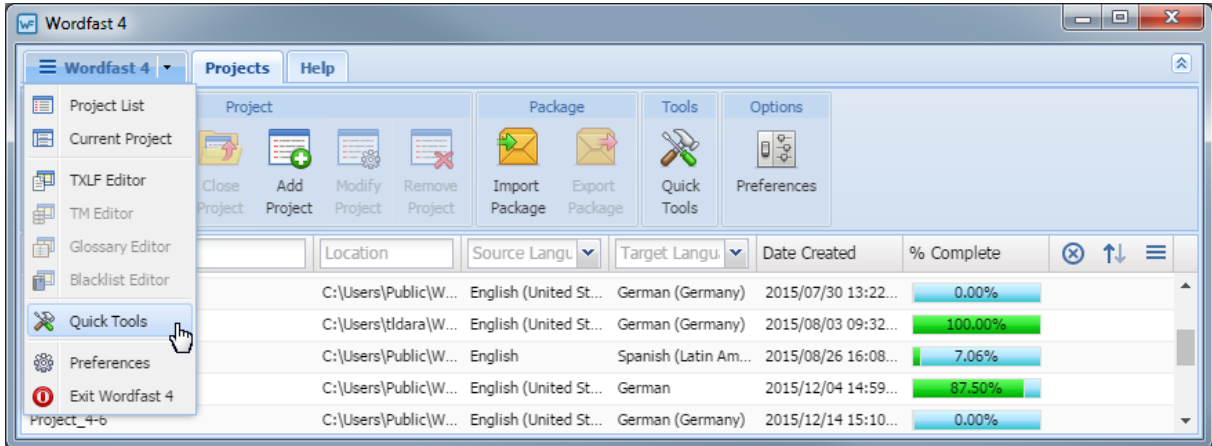 Wordfast 4
Wordfast 4 Projects Help
Project List
Current Project
TXLF Editor
TM Editor
Glossary Editor
Blacklist Editor
Quick Tools
Preferences
Exit Wordfast 4
Project Package Tools Options
Close Project
Add Project
Modify Project
Remove Project
Import Package
Export Package
Quick Tools
Preferences
Location Source Langu Target Langu Date Created % Complete
C:\Users\Public\W... English (United St... German (Germany) 2015/07/30 13:22... 0.00%
C:\Users\tldara\W... English (United St... German (Germany) 2015/08/03 09:32... 100.00%
C:\Users\Public\W... English Spanish (Latin Am... 2015/08/26 16:08... 7.06%
C:\Users\Public\W... English (United St... German 2015/12/04 14:59... 87.50%
Project_4-6 C:\Users\Public\W... English (United St... German (Germany) 2015/12/14 15:10... 0.00%